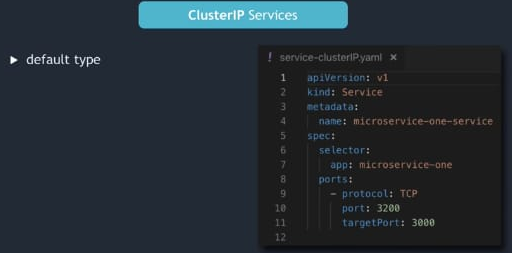 ClusterIP Services
▶ default type
! service-clusterIP.yaml ×
1 apiVersion: v1
2 kind: Service
3 metadata:
4   name: microservice-one-service
5 spec:
6   selector:
7     app: microservice-one
8   ports:
9     - protocol: TCP
10       port: 3200
11       targetPort: 3000
12